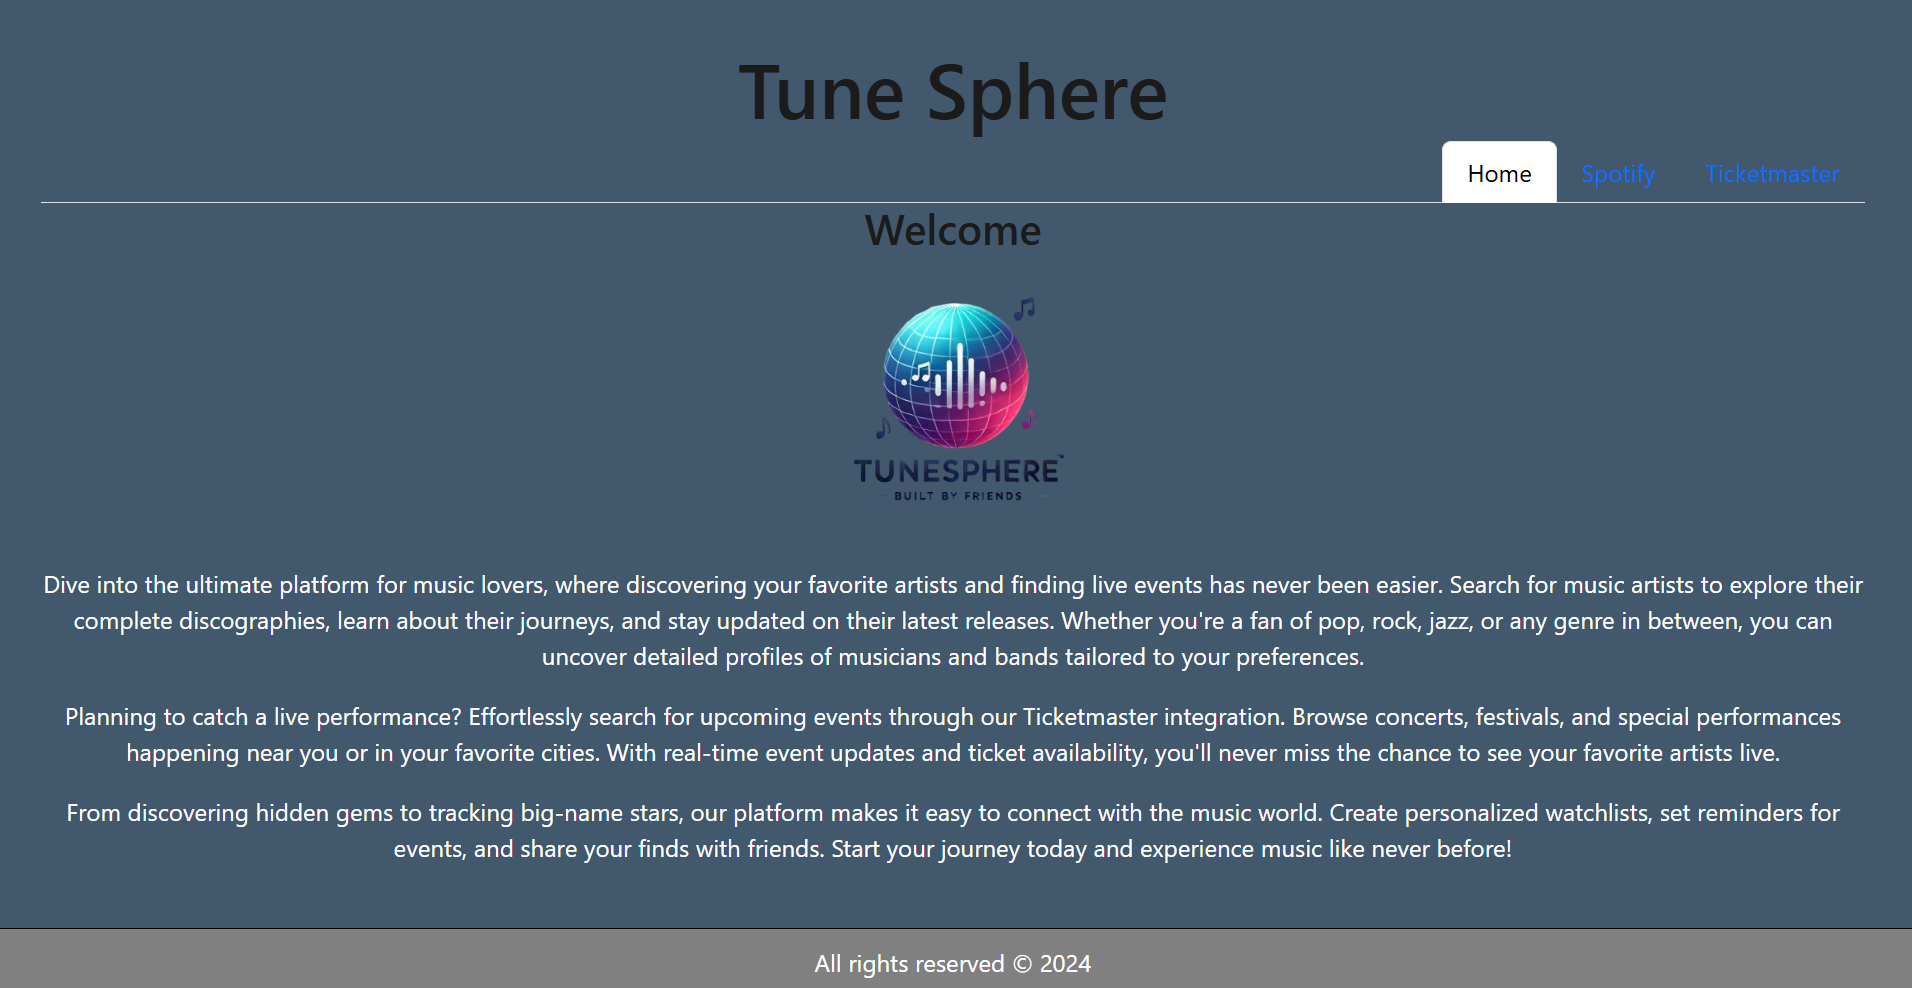 Tune Sphere
Home Spotify Ticketmaster
Welcome
TUNESPHERE™
BUILT BY FRIENDS
Dive into the ultimate platform for music lovers, where discovering your favorite artists and finding live events has never been easier. Search for music artists to explore their
complete discographies, learn about their journeys, and stay updated on their latest releases. Whether you're a fan of pop, rock, jazz, or any genre in between, you can
uncover detailed profiles of musicians and bands tailored to your preferences.
Planning to catch a live performance? Effortlessly search for upcoming events through our Ticketmaster integration. Browse concerts, festivals, and special performances
happening near you or in your favorite cities. With real-time event updates and ticket availability, you'll never miss the chance to see your favorite artists live.
From discovering hidden gems to tracking big-name stars, our platform makes it easy to connect with the music world. Create personalized watchlists, set reminders for
events, and share your finds with friends. Start your journey today and experience music like never before!
All rights reserved © 2024